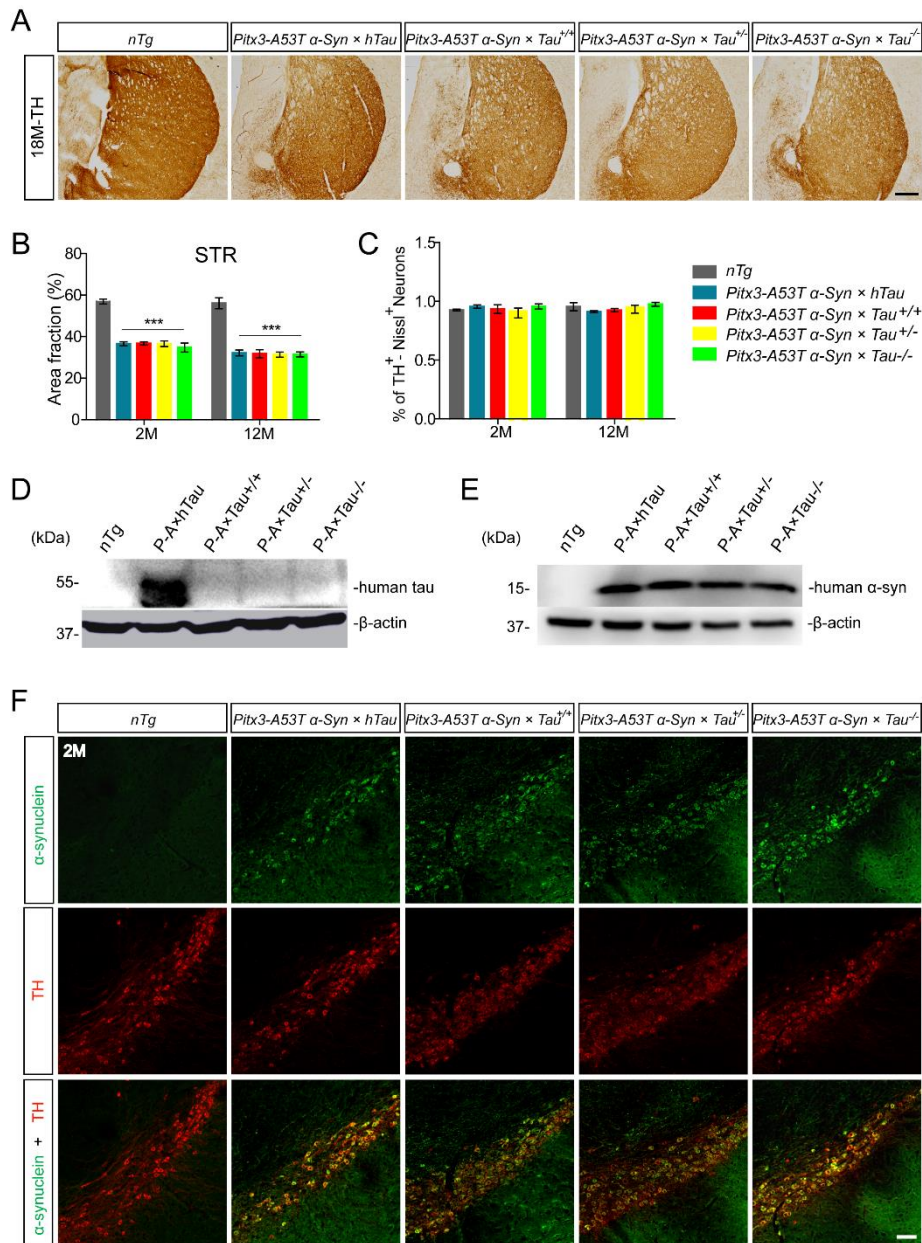 A
nTg
Pitx3-A53T α-Syn × hTau
Pitx3-A53T α-Syn × Tau+/+
Pitx3-A53T α-Syn × Tau+/-
Pitx3-A53T α-Syn × Tau-/-
18M-TH
B
STR
Area fraction (%)
80
60
40
20
0
***
***
2M
12M
C
% of TH+- Nissl+ Neurons
1.5
1.0
0.5
0.0
2M
12M
nTg
Pitx3-A53T α-Syn × hTau
Pitx3-A53T α-Syn × Tau+/+
Pitx3-A53T α-Syn × Tau+/-
Pitx3-A53T α-Syn × Tau-/-
D
(kDa)
nTg
P-A×hTau
P-A×Tau+/+
P-A×Tau+/-
P-A×Tau-/-
55-
-human tau
37-
-β-actin
E
(kDa)
nTg
P-A×hTau
P-A×Tau+/+
P-A×Tau+/-
P-A×Tau-/-
15-
-human α-syn
37-
-β-actin
F
nTg
Pitx3-A53T α-Syn × hTau
Pitx3-A53T α-Syn × Tau+/+
Pitx3-A53T α-Syn × Tau+/-
Pitx3-A53T α-Syn × Tau-/-
2M
α-synuclein
TH
α-synuclein + TH